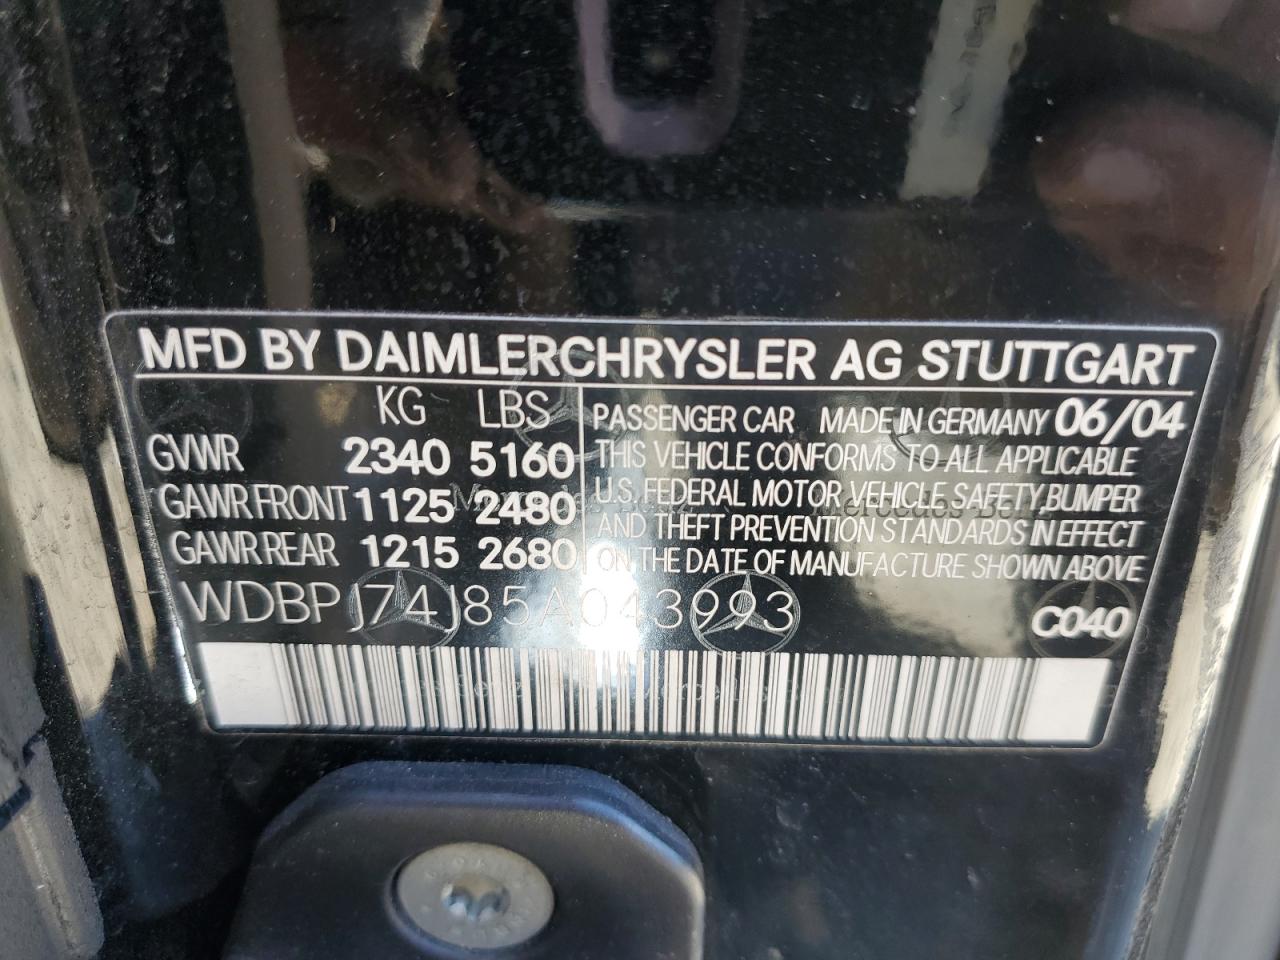 MFD BY DAIMLERCHRYSLER AG STUTTGART
KG LBS
GVWR 2340 5160
GAWR FRONT 1125 2480
GAWR REAR 1215 2680
PASSENGER CAR MADE IN GERMANY 06/04
THIS VEHICLE CONFORMS TO ALL APPLICABLE
U.S. FEDERAL MOTOR VEHICLE SAFETY, BUMPER
AND THEFT PREVENTION STANDARDS IN EFFECT
ON THE DATE OF MANUFACTURE SHOWN ABOVE
WDBPJ74J85A043993
C040